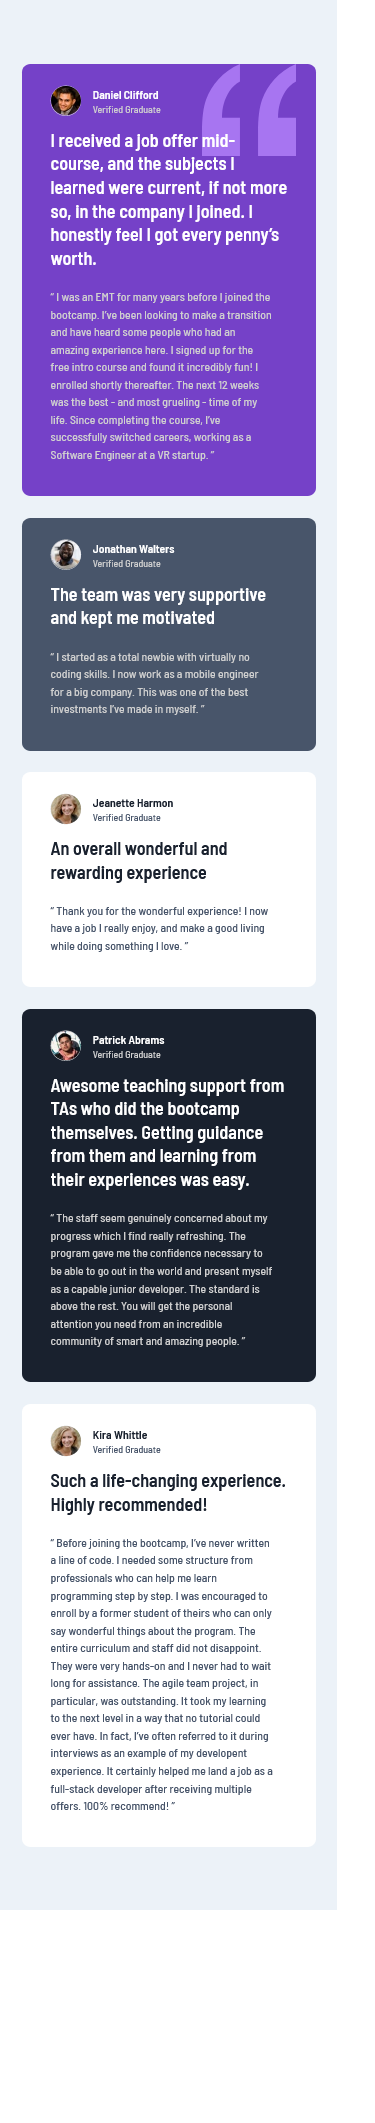 Daniel Clifford
Verified Graduate
I received a job offer mid-
course, and the subjects I
learned were current, if not more
so, in the company I joined. I
honestly feel I got every penny’s
worth.
“ I was an EMT for many years before I joined the
bootcamp. I’ve been looking to make a transition
and have heard some people who had an
amazing experience here. I signed up for the
free intro course and found it incredibly fun! I
enrolled shortly thereafter. The next 12 weeks
was the best - and most grueling - time of my
life. Since completing the course, I’ve
successfully switched careers, working as a
Software Engineer at a VR startup. ”
Jonathan Walters
Verified Graduate
The team was very supportive
and kept me motivated
“ I started as a total newbie with virtually no
coding skills. I now work as a mobile engineer
for a big company. This was one of the best
investments I’ve made in myself. ”
Jeanette Harmon
Verified Graduate
An overall wonderful and
rewarding experience
“ Thank you for the wonderful experience! I now
have a job I really enjoy, and make a good living
while doing something I love. ”
Patrick Abrams
Verified Graduate
Awesome teaching support from
TAs who did the bootcamp
themselves. Getting guidance
from them and learning from
their experiences was easy.
“ The staff seem genuinely concerned about my
progress which I find really refreshing. The
program gave me the confidence necessary to
be able to go out in the world and present myself
as a capable junior developer. The standard is
above the rest. You will get the personal
attention you need from an incredible
community of smart and amazing people. ”
Kira Whittle
Verified Graduate
Such a life-changing experience.
Highly recommended!
“ Before joining the bootcamp, I’ve never written
a line of code. I needed some structure from
professionals who can help me learn
programming step by step. I was encouraged to
enroll by a former student of theirs who can only
say wonderful things about the program. The
entire curriculum and staff did not disappoint.
They were very hands-on and I never had to wait
long for assistance. The agile team project, in
particular, was outstanding. It took my learning
to the next level in a way that no tutorial could
ever have. In fact, I’ve often referred to it during
interviews as an example of my developent
experience. It certainly helped me land a job as a
full-stack developer after receiving multiple
offers. 100% recommend! ”